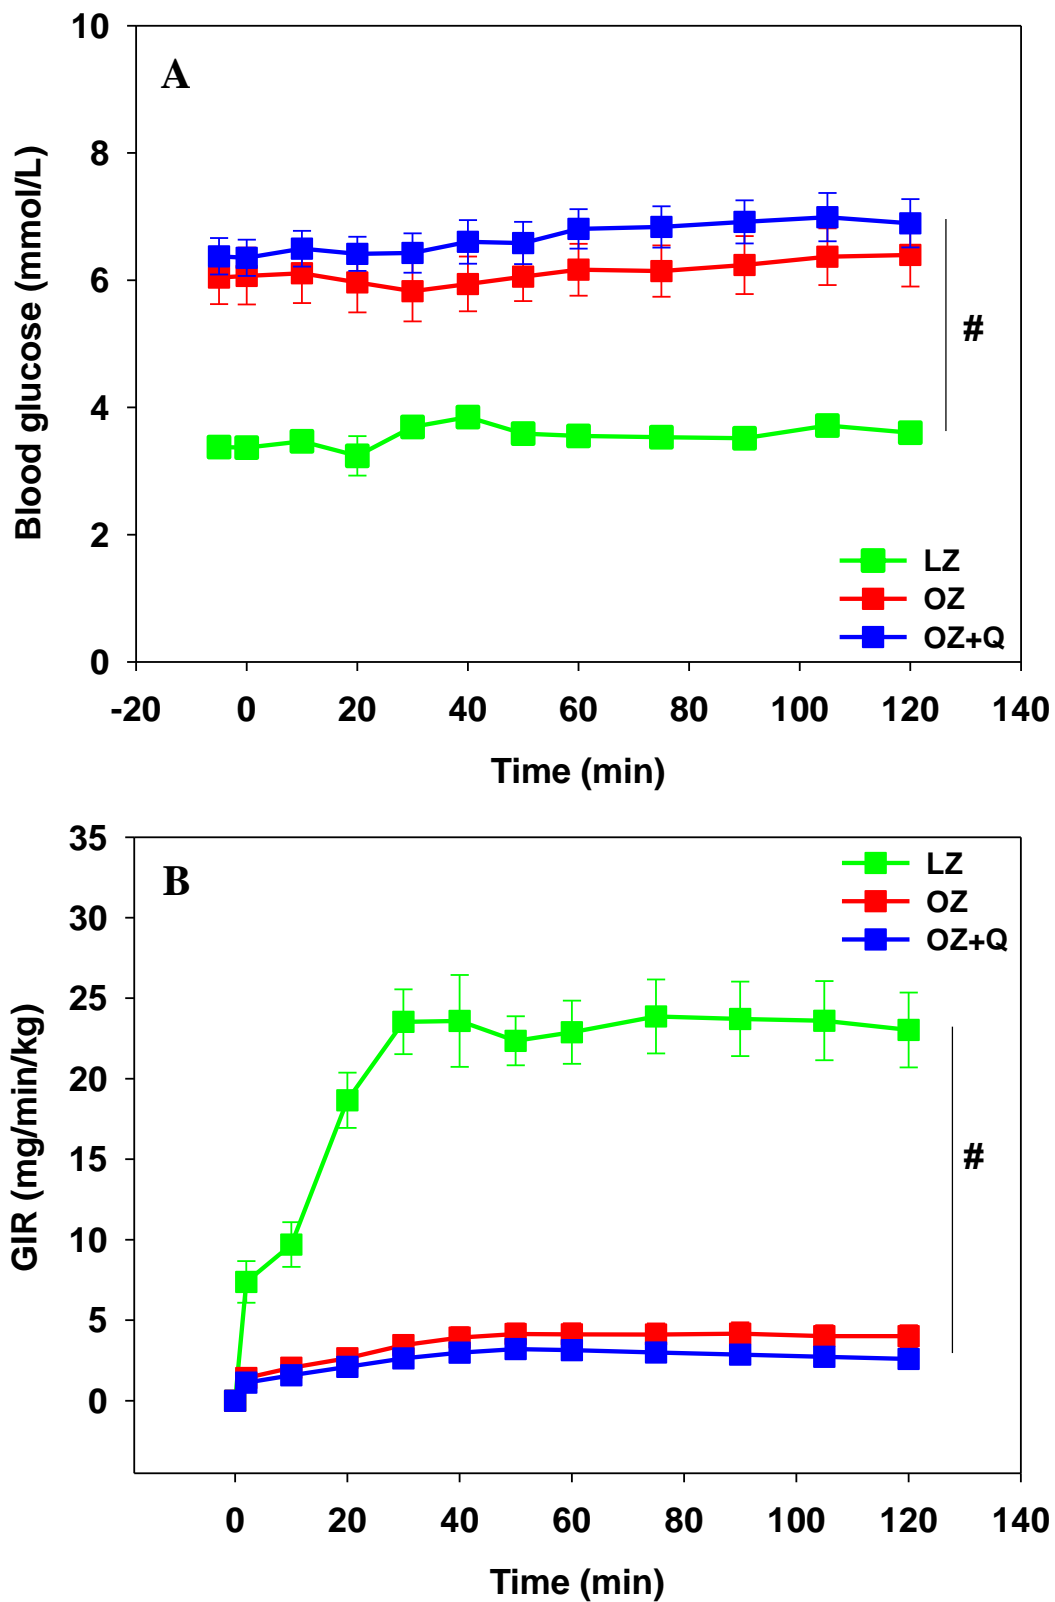 10
A
8
6
4
2
0
Blood glucose (mmol/L)
#
LZ
OZ
OZ+Q
-20 0 20 40 60 80 100 120 140
Time (min)
35
B
30
25
20
15
10
5
0
GIR (mg/min/kg)
LZ
OZ
OZ+Q
#
0 20 40 60 80 100 120 140
Time (min)